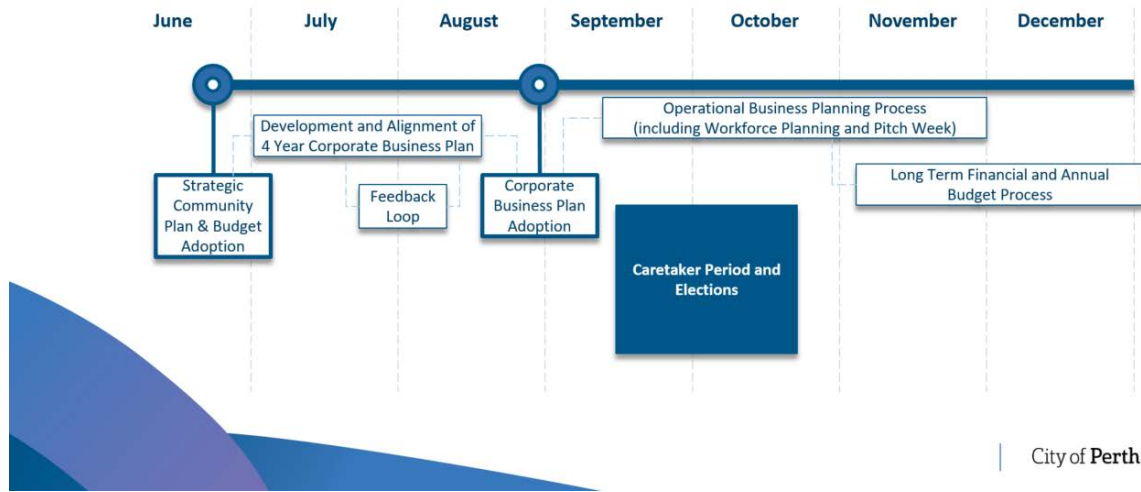 June July August September October November December
Operational Business Planning Process
(including Workforce Planning and Pitch Week)
Development and Alignment of
4 Year Corporate Business Plan
Long Term Financial and Annual
Budget Process
Strategic
Community
Plan & Budget
Adoption
Feedback
Loop
Corporate
Business Plan
Adoption
Caretaker Period and
Elections
City of Perth